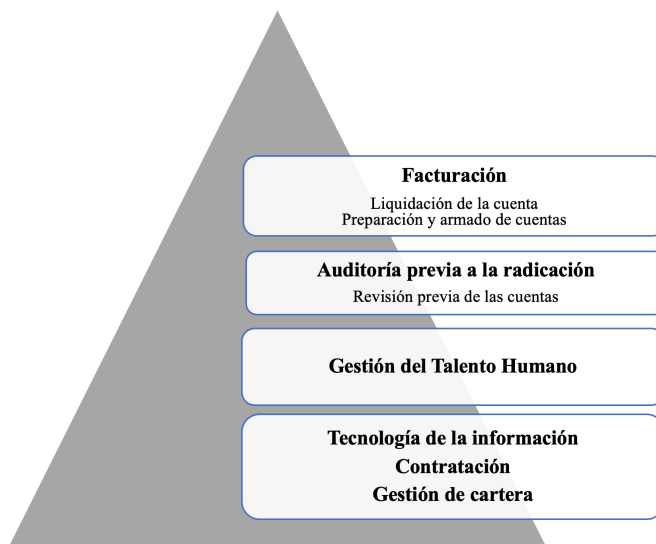 Facturación
Liquidación de la cuenta
Preparación y armado de cuentas
Auditoría previa a la radicación
Revisión previa de las cuentas
Gestión del Talento Humano
Tecnología de la información
Contratación
Gestión de cartera